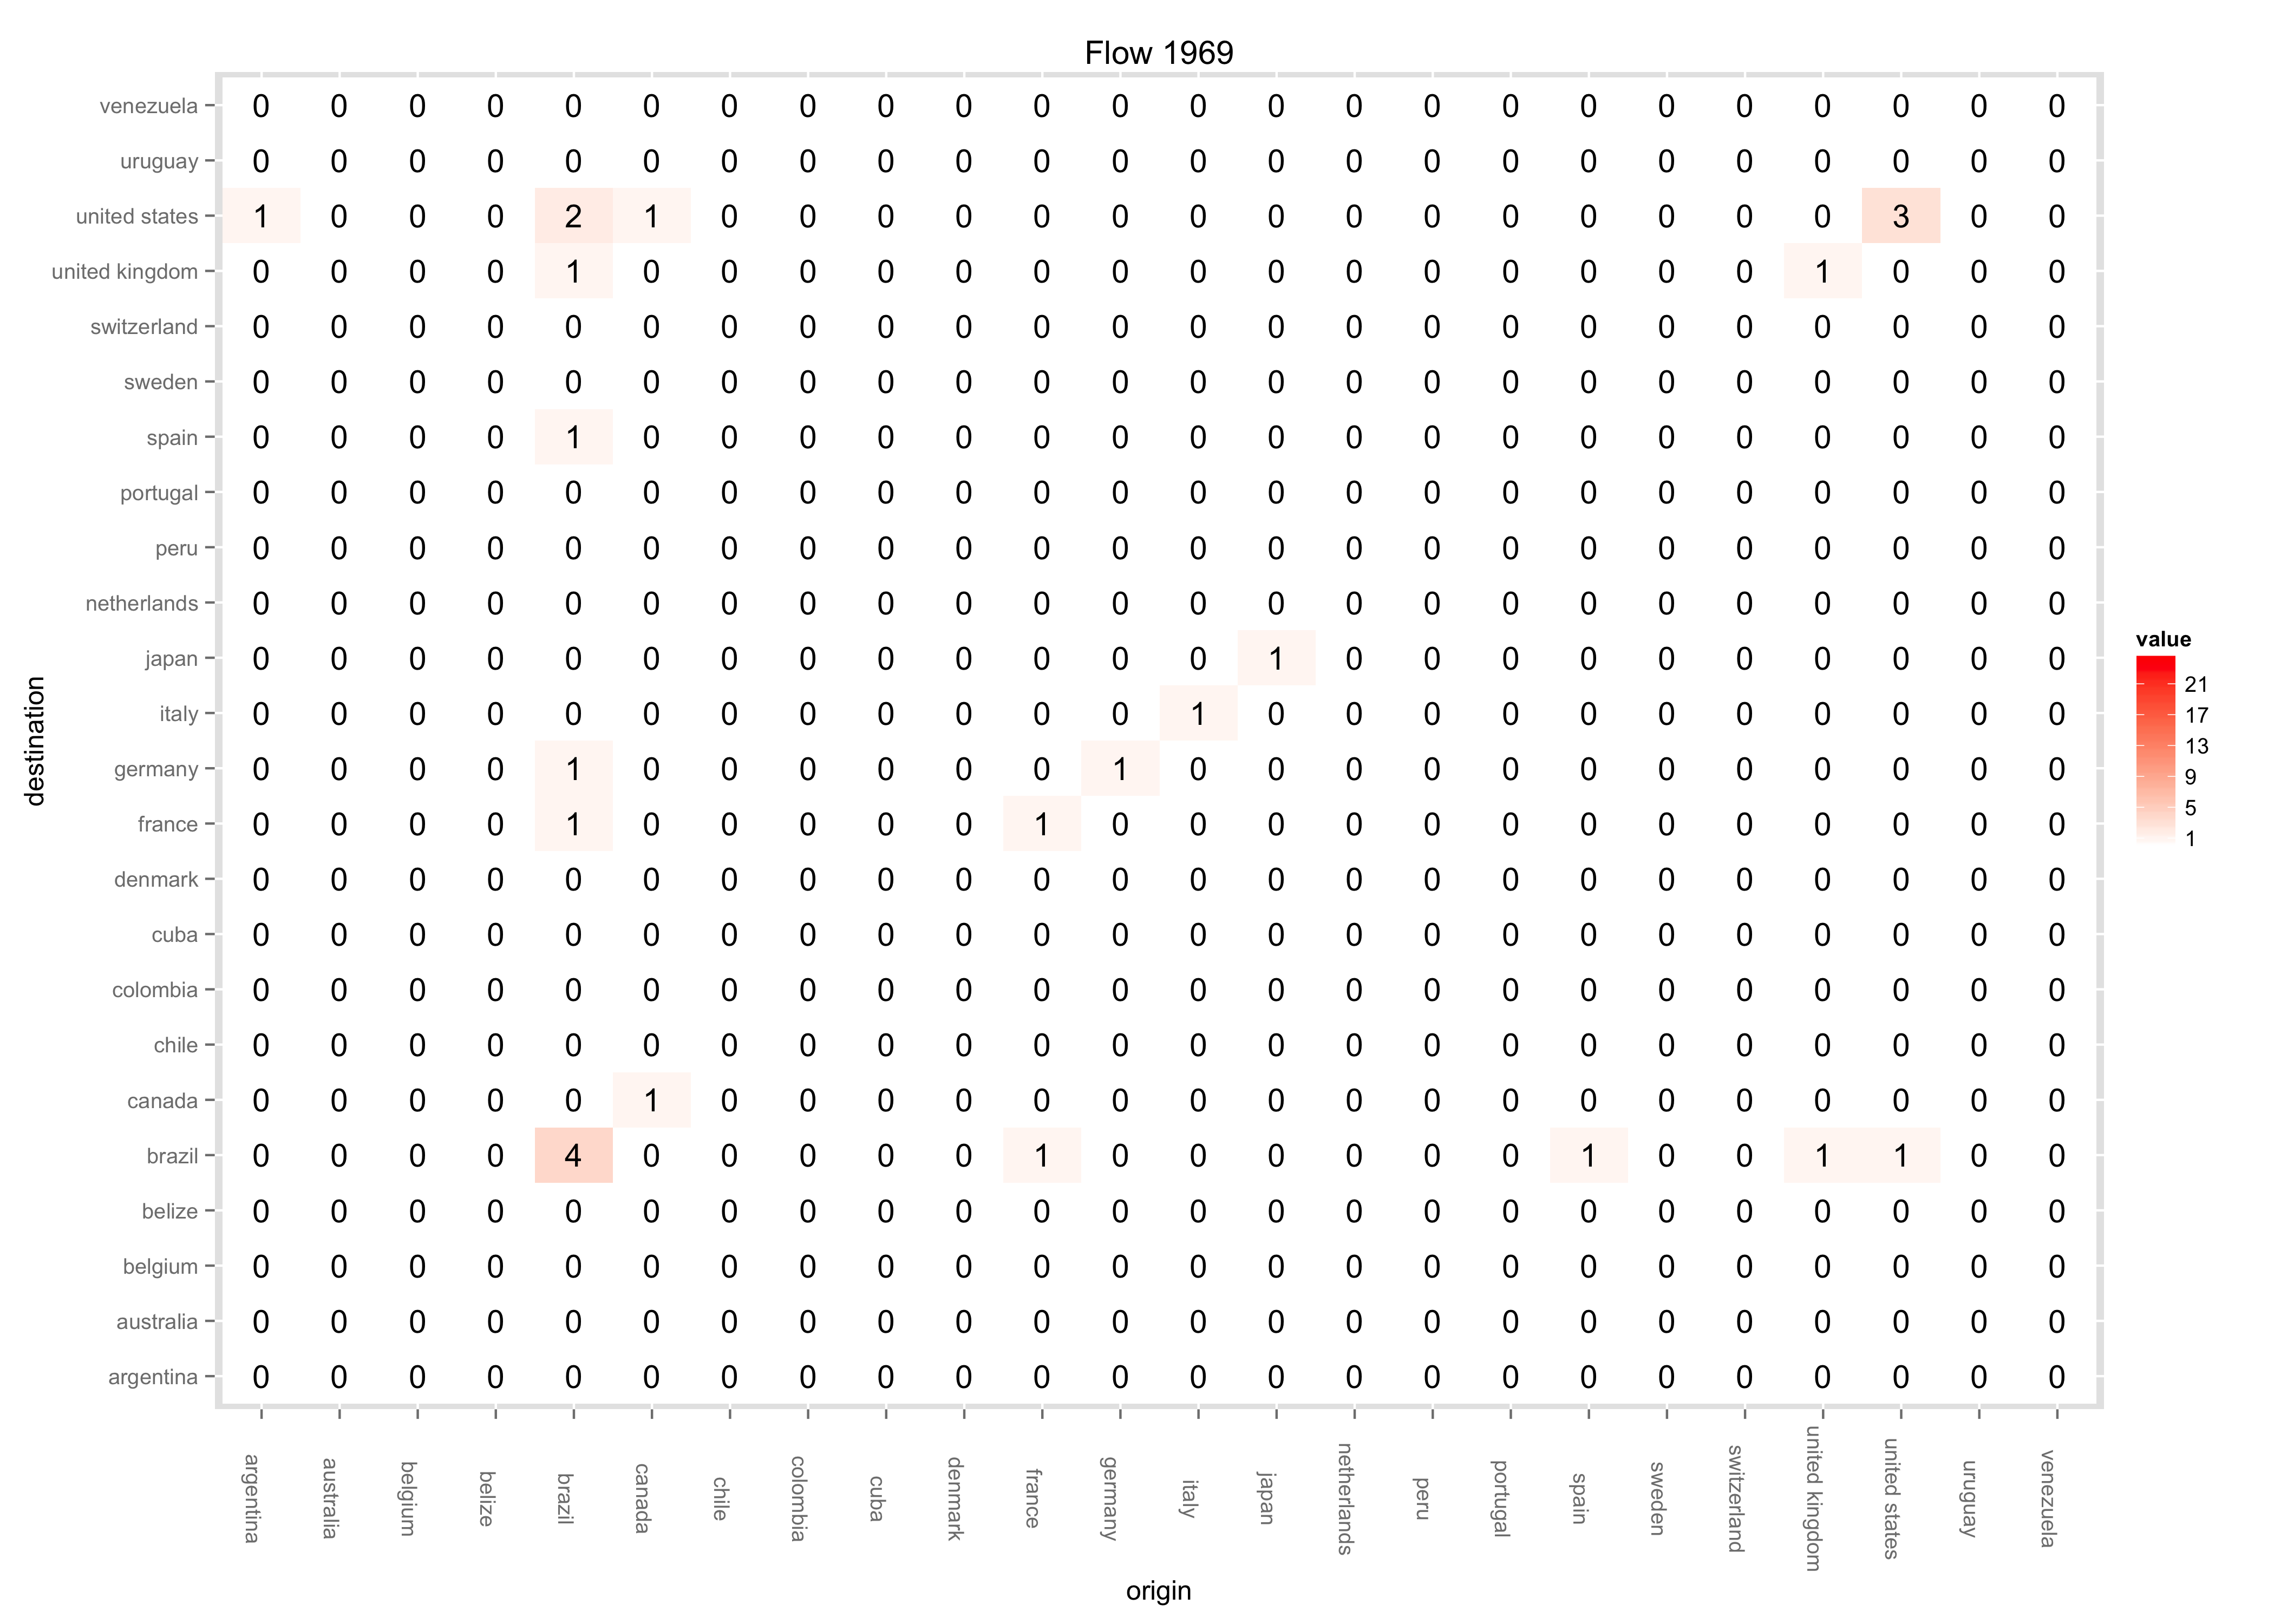 Flow 1969
venezuela 0 0 0 0 0 0 0 0 0 0 0 0 0 0 0 0 0 0 0 0 0 0 0 0
uruguay 0 0 0 0 0 0 0 0 0 0 0 0 0 0 0 0 0 0 0 0 0 0 0 0
united states 1 0 0 0 2 1 0 0 0 0 0 0 0 0 0 0 0 0 0 0 0 3 0 0
united kingdom 0 0 0 0 1 0 0 0 0 0 0 0 0 0 0 0 0 0 0 0 1 0 0 0
switzerland 0 0 0 0 0 0 0 0 0 0 0 0 0 0 0 0 0 0 0 0 0 0 0 0
sweden 0 0 0 0 0 0 0 0 0 0 0 0 0 0 0 0 0 0 0 0 0 0 0 0
spain 0 0 0 0 1 0 0 0 0 0 0 0 0 0 0 0 0 0 0 0 0 0 0 0
portugal 0 0 0 0 0 0 0 0 0 0 0 0 0 0 0 0 0 0 0 0 0 0 0 0
peru 0 0 0 0 0 0 0 0 0 0 0 0 0 0 0 0 0 0 0 0 0 0 0 0
netherlands 0 0 0 0 0 0 0 0 0 0 0 0 0 0 0 0 0 0 0 0 0 0 0 0
japan 0 0 0 0 0 0 0 0 0 0 0 0 0 1 0 0 0 0 0 0 0 0 0 0
italy 0 0 0 0 0 0 0 0 0 0 0 0 1 0 0 0 0 0 0 0 0 0 0 0
germany 0 0 0 0 1 0 0 0 0 0 0 1 0 0 0 0 0 0 0 0 0 0 0 0
france 0 0 0 0 1 0 0 0 0 0 1 0 0 0 0 0 0 0 0 0 0 0 0 0
denmark 0 0 0 0 0 0 0 0 0 0 0 0 0 0 0 0 0 0 0 0 0 0 0 0
cuba 0 0 0 0 0 0 0 0 0 0 0 0 0 0 0 0 0 0 0 0 0 0 0 0
colombia 0 0 0 0 0 0 0 0 0 0 0 0 0 0 0 0 0 0 0 0 0 0 0 0
chile 0 0 0 0 0 0 0 0 0 0 0 0 0 0 0 0 0 0 0 0 0 0 0 0
canada 0 0 0 0 0 1 0 0 0 0 0 0 0 0 0 0 0 0 0 0 0 0 0 0
brazil 0 0 0 0 4 0 0 0 0 0 1 0 0 0 0 0 0 1 0 0 1 1 0 0
belize 0 0 0 0 0 0 0 0 0 0 0 0 0 0 0 0 0 0 0 0 0 0 0 0
belgium 0 0 0 0 0 0 0 0 0 0 0 0 0 0 0 0 0 0 0 0 0 0 0 0
australia 0 0 0 0 0 0 0 0 0 0 0 0 0 0 0 0 0 0 0 0 0 0 0 0
argentina 0 0 0 0 0 0 0 0 0 0 0 0 0 0 0 0 0 0 0 0 0 0 0 0
destination
argentina
australia
belgium
belize
brazil
canada
chile
colombia
cuba
denmark
france
germany
italy
japan
netherlands
peru
portugal
spain
sweden
switzerland
united kingdom
united states
uruguay
venezuela
origin
value
21
17
13
9
5
1